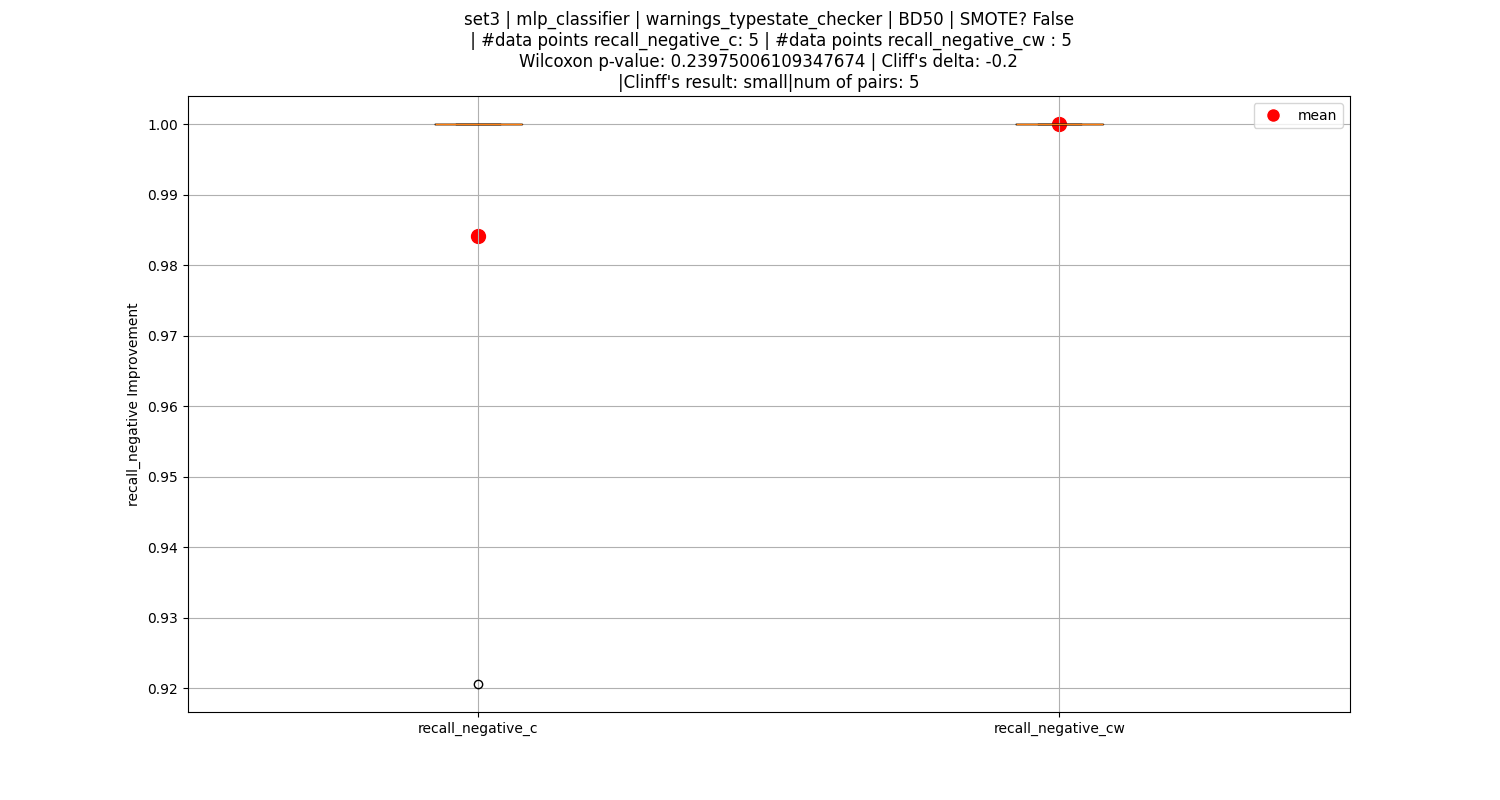 set3 | mlp_classifier | warnings_typestate_checker | BD50 | SMOTE? False
| #data points recall_negative_c: 5 | #data points recall_negative_cw : 5
Wilcoxon p-value: 0.23975006109347674 | Cliff's delta: -0.2
|Clinff's result: small|num of pairs: 5
mean
1.00
0.99
0.98
0.97
0.96
0.95
0.94
0.93
0.92
recall_negative Improvement
recall_negative_c
recall_negative_cw